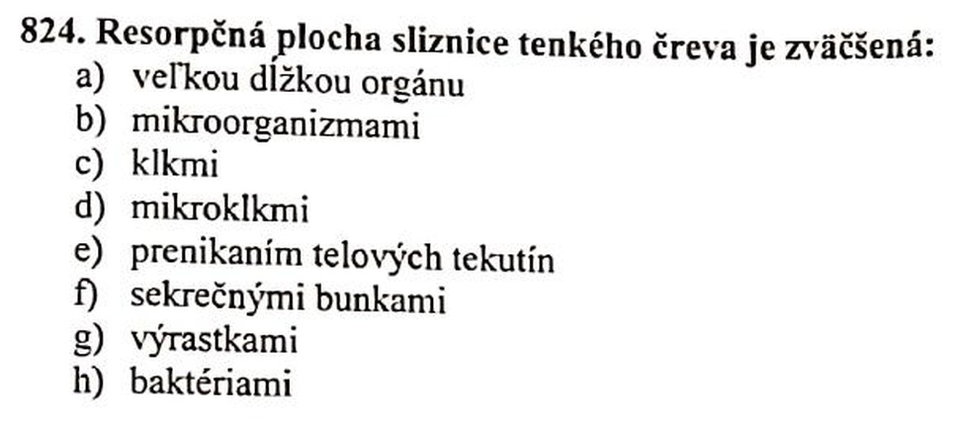 824. Resorpčná plocha sliznice tenkého čreva je zväčšená:
a) veľkou dĺžkou orgánu
b) mikroorganizmami
c) klkmi
d) mikroklkmi
e) prenikaním telových tekutín
f) sekrečnými bunkami
g) výrastkami
h) baktériami